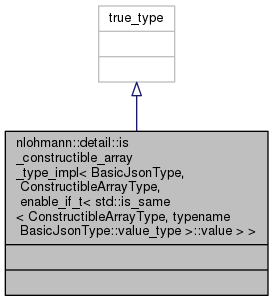 true_type
nlohmann::detail::is
_constructible_array
_type_impl< BasicJsonType,
ConstructibleArrayType,
enable_if_t< std::is_same
< ConstructibleArrayType, typename
BasicJsonType::value_type >::value > >